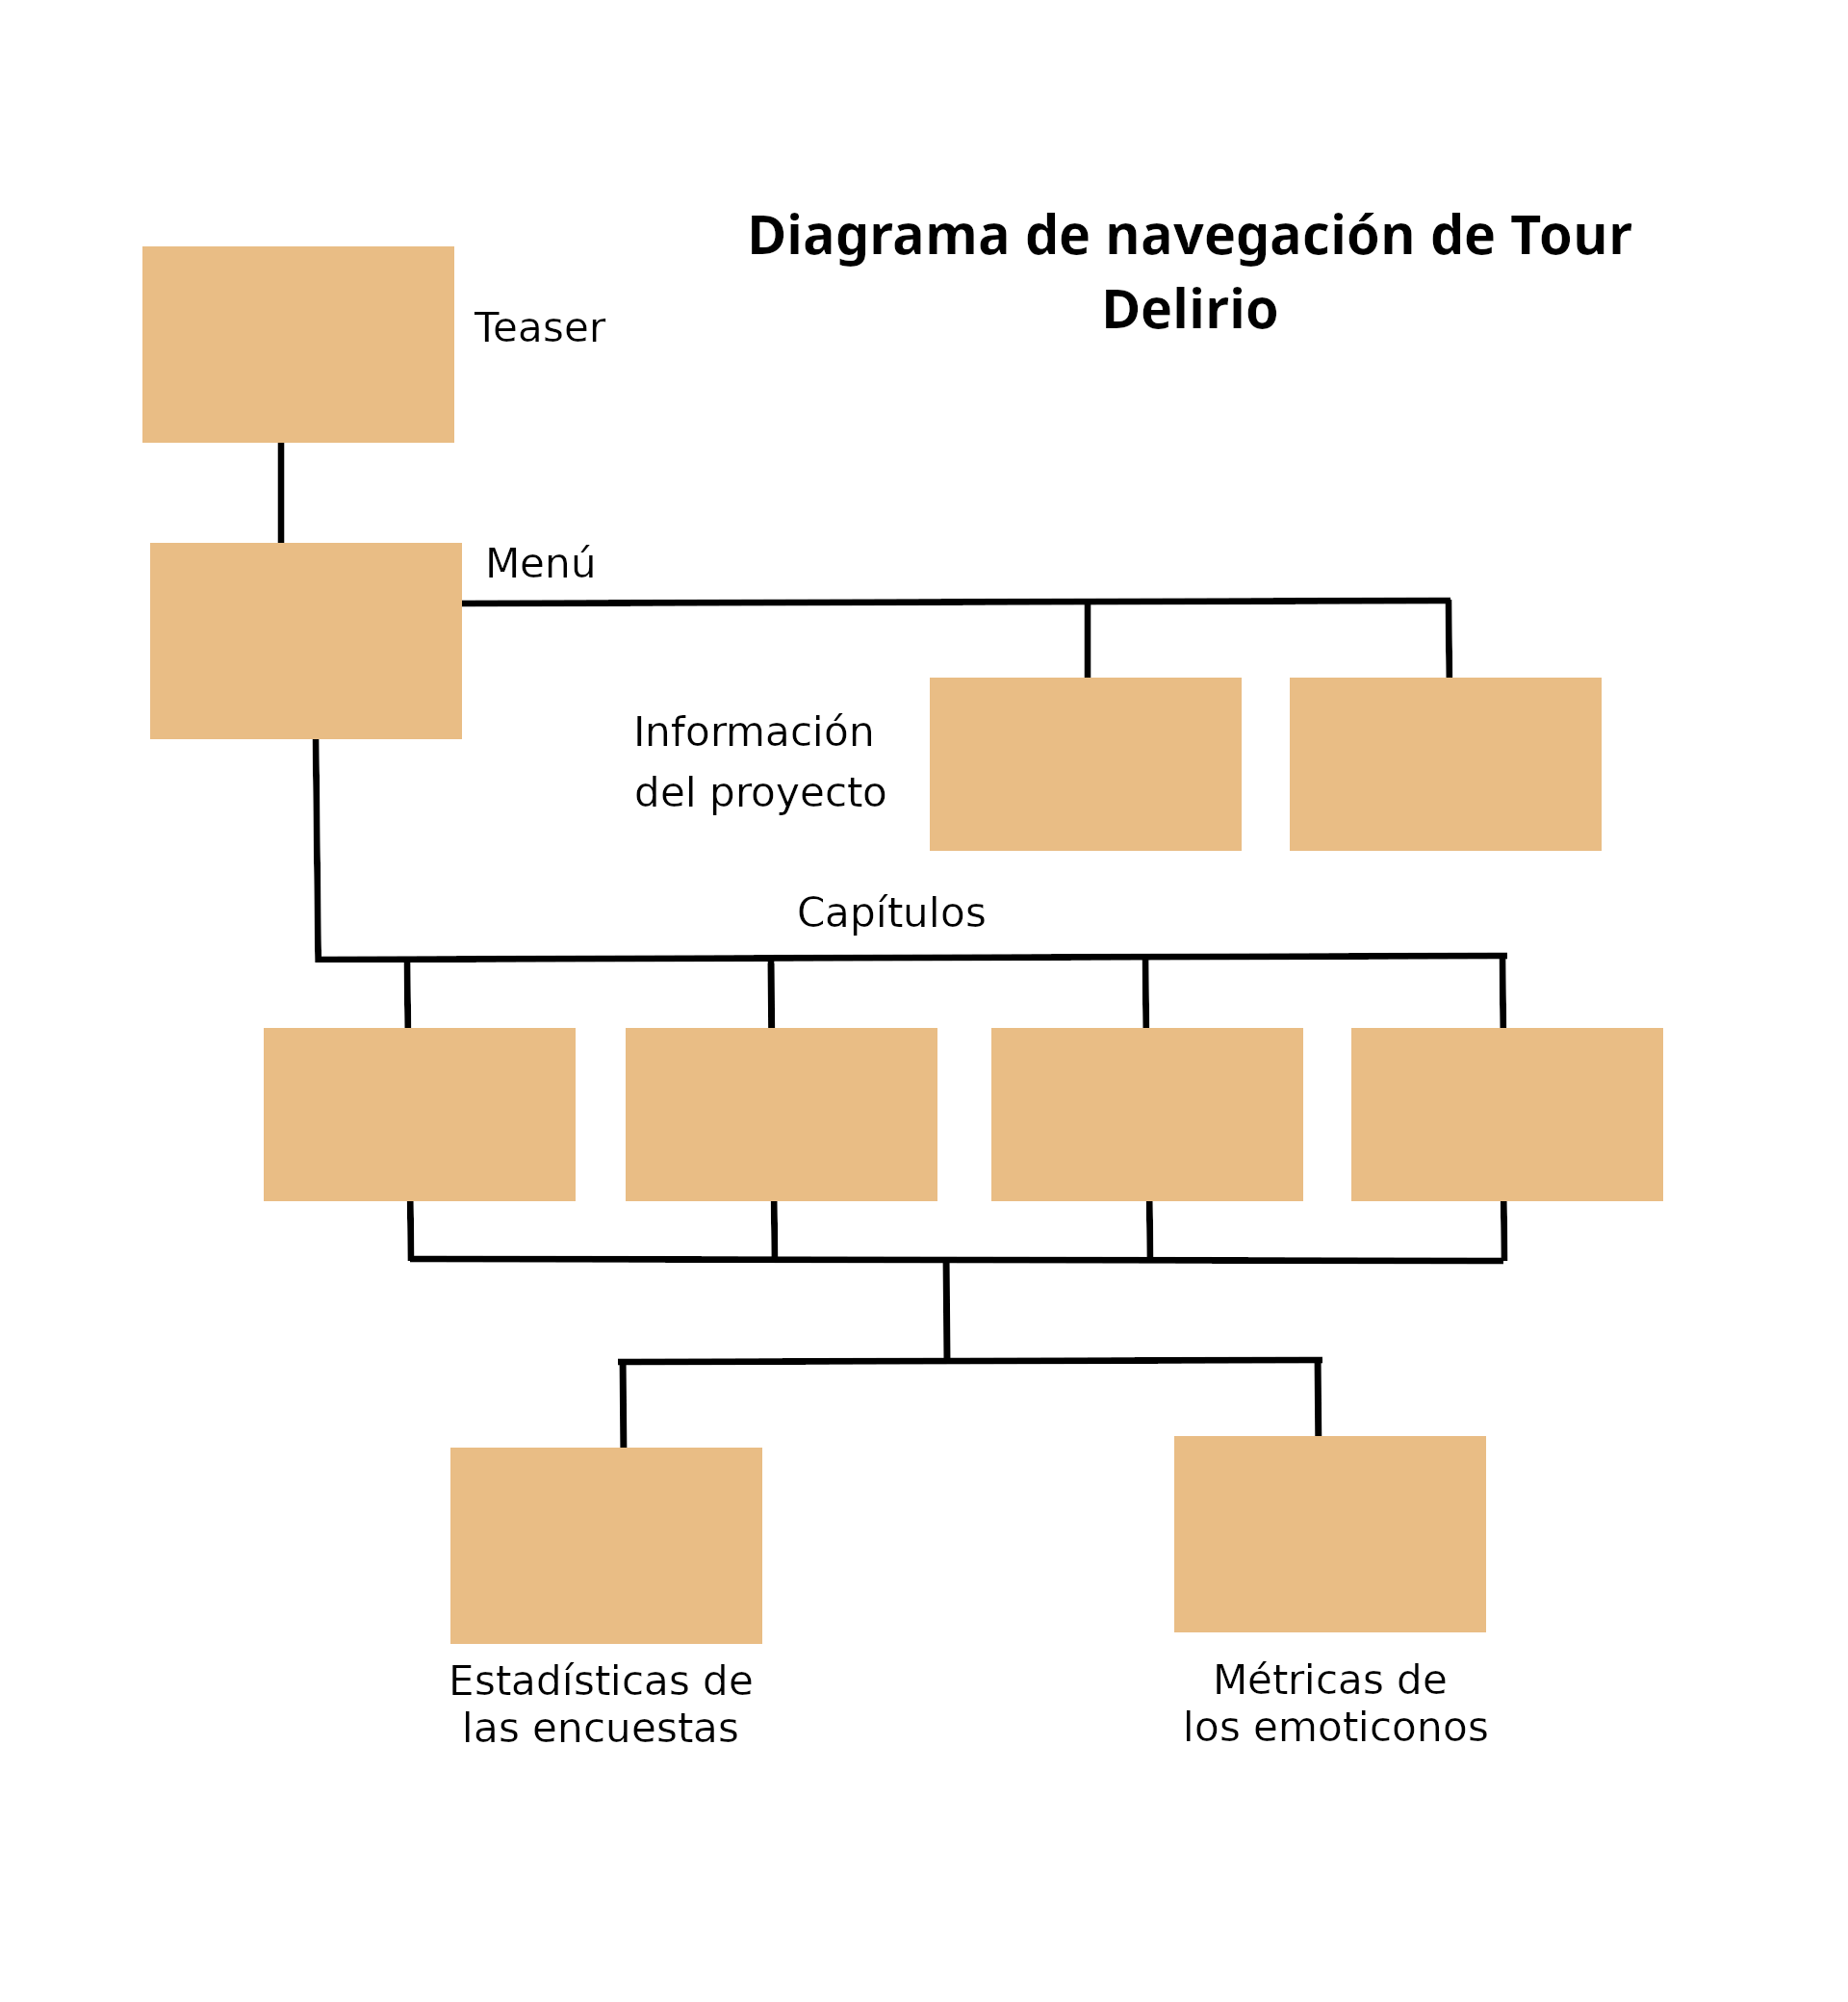 Diagrama de navegación de Tour
Delirio
Teaser
Menú
Información
del proyecto
Capítulos
Estadísticas de
las encuestas
Métricas de
los emoticonos